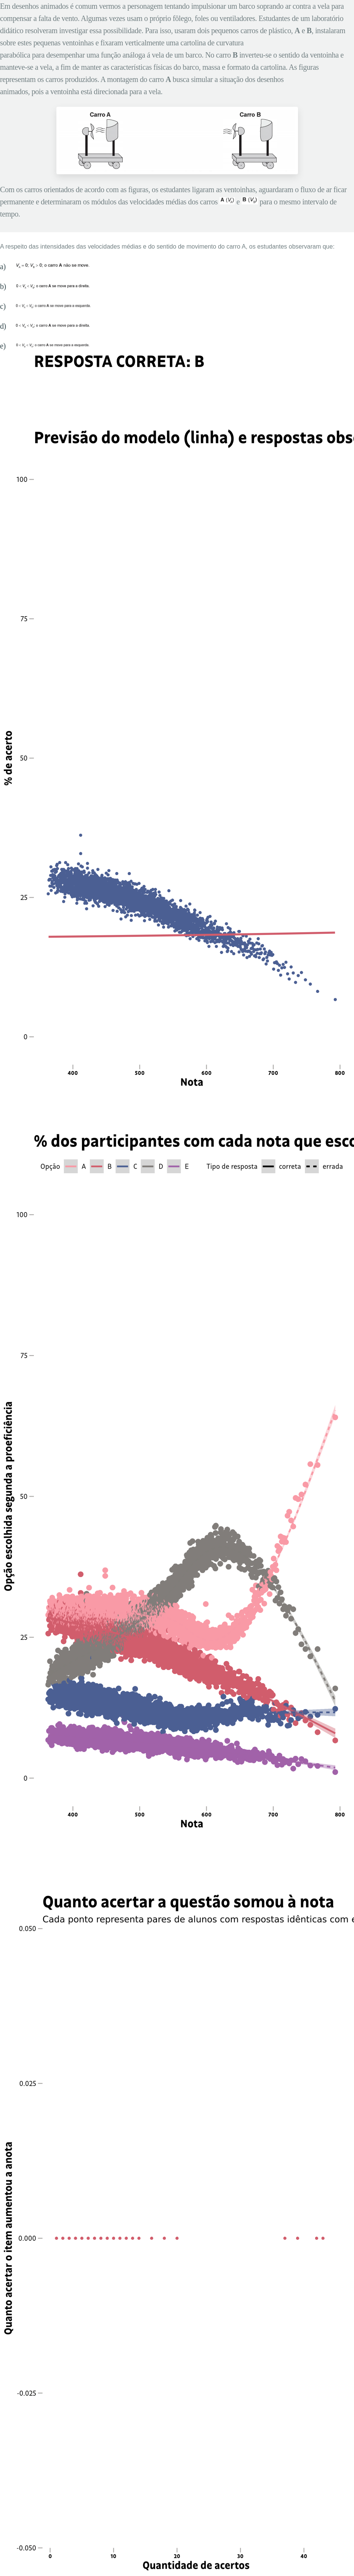 Em desenhos animados é comum vermos a personagem tentando impulsionar um barco soprando ar contra a vela para
compensar a falta de vento. Algumas vezes usam o próprio fôlego, foles ou ventiladores. Estudantes de um laboratório
didático resolveram investigar essa possibilidade. Para isso, usaram dois pequenos carros de plástico, A e B, instalaram
sobre estes pequenas ventoinhas e fixaram verticalmente uma cartolina de curvatura
parabólica para desempenhar uma função análoga à vela de um barco. No carro B inverteu-se o sentido da ventoinha e
manteve-se a vela, a fim de manter as características físicas do barco, massa e formato da cartolina. As figuras
representam os carros produzidos. A montagem do carro A busca simular a situação dos desenhos
animados, pois a ventoinha está direcionada para a vela.
Carro A Carro B
Com os carros orientados de acordo com as figuras, os estudantes ligaram as ventoinhas, aguardaram o fluxo de ar ficar
permanente e determinaram os módulos das velocidades médias dos carros A (VA) e B (VB) para o mesmo intervalo de
tempo.
A respeito das intensidades das velocidades médias e do sentido de movimento do carro A, os estudantes observaram que:
a) VA = 0; VB > 0; o carro A não se move.
b) o carro A se move para a direita.
c) o carro A se move para a esquerda.
d) o carro A se move para a direita.
e) o carro A se move para a esquerda.
RESPOSTA CORRETA: B
Previsão do modelo (linha) e respostas obs
100
75
50
25
0
% de acerto
400 500 600 700 800
Nota
% dos participantes com cada nota que esco
Opção A B C D E Tipo de resposta correta errada
100
75
50
25
0
Opção escolhida segunda a proeficiência
400 500 600 700 800
Nota
Quanto acertar a questão somou à nota
Cada ponto representa pares de alunos com respostas idênticas com e
0.050
0.025
0.000
-0.025
-0.050
Quanto acertar o item aumentou a anota
0 10 20 30 40
Quantidade de acertos